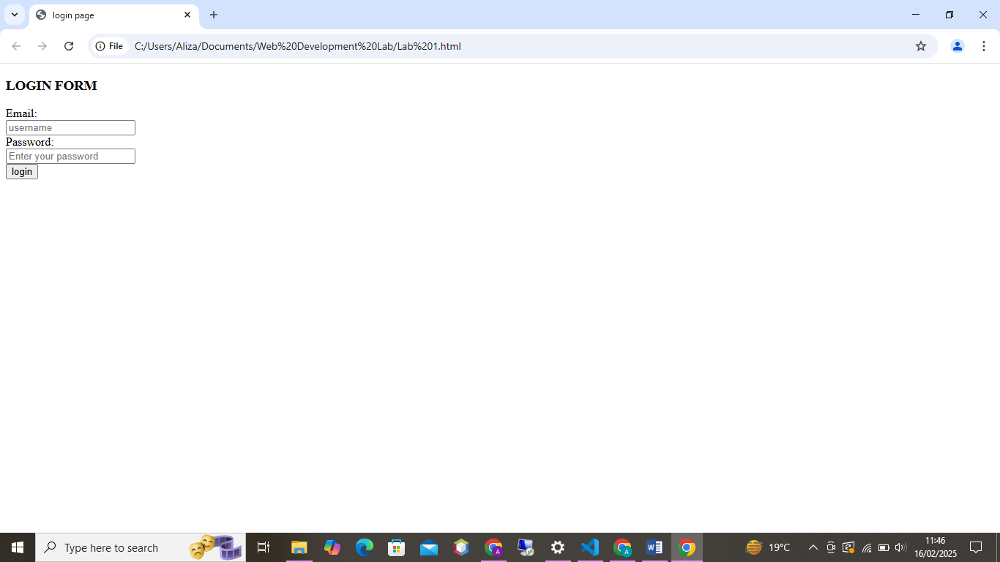 login page
File
C:/Users/Aliza/Documents/Web%20Development%20Lab/Lab%201.html
LOGIN FORM
Email:
username
Password:
Enter your password
login
Type here to search
A
A
W
19°C
11:46
16/02/2025